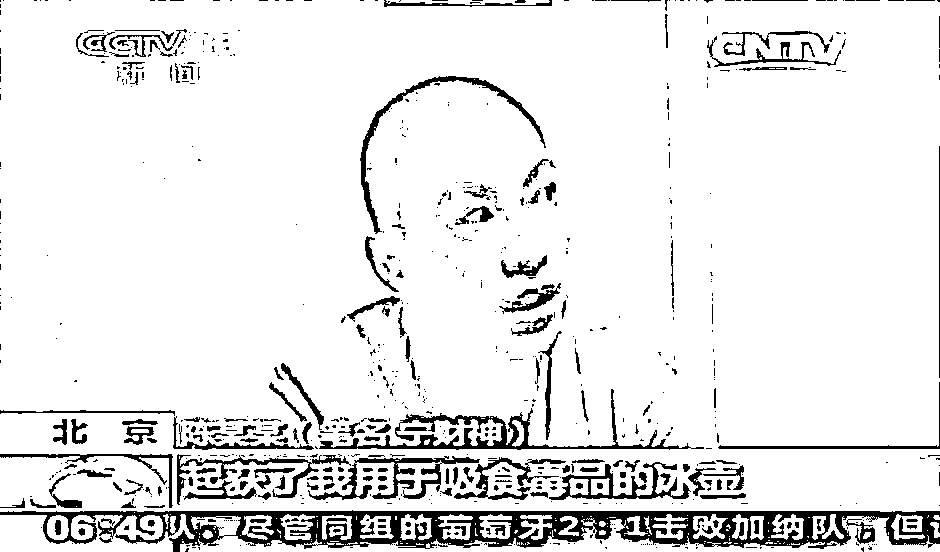 CCTV
新闻
CNTV
北京
陈某某（笔名 宁财神）
起获了我用于吸食毒品的冰壶
06:49
队。尽管同组的葡萄牙2：1击败加纳队，但